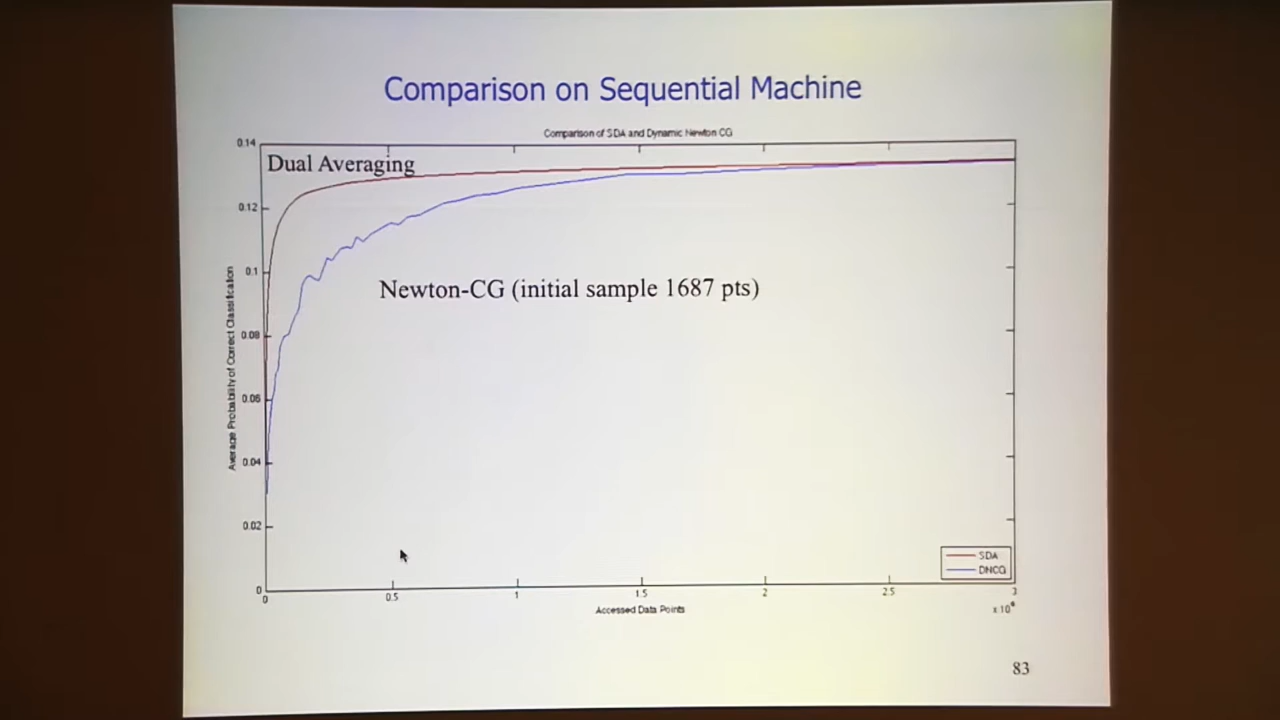 Comparison on Sequential Machine
Comparison of SDA and Dynamic Newton CG
0.14
0.12
0.1
0.08
0.06
0.04
0.02
0
Average Probability of Correct Classification
Dual Averaging
Newton-CG (initial sample 1687 pts)
SDA
DNCG
0
0.5
1
1.5
2
2.5
3
Accessed Data Points
83